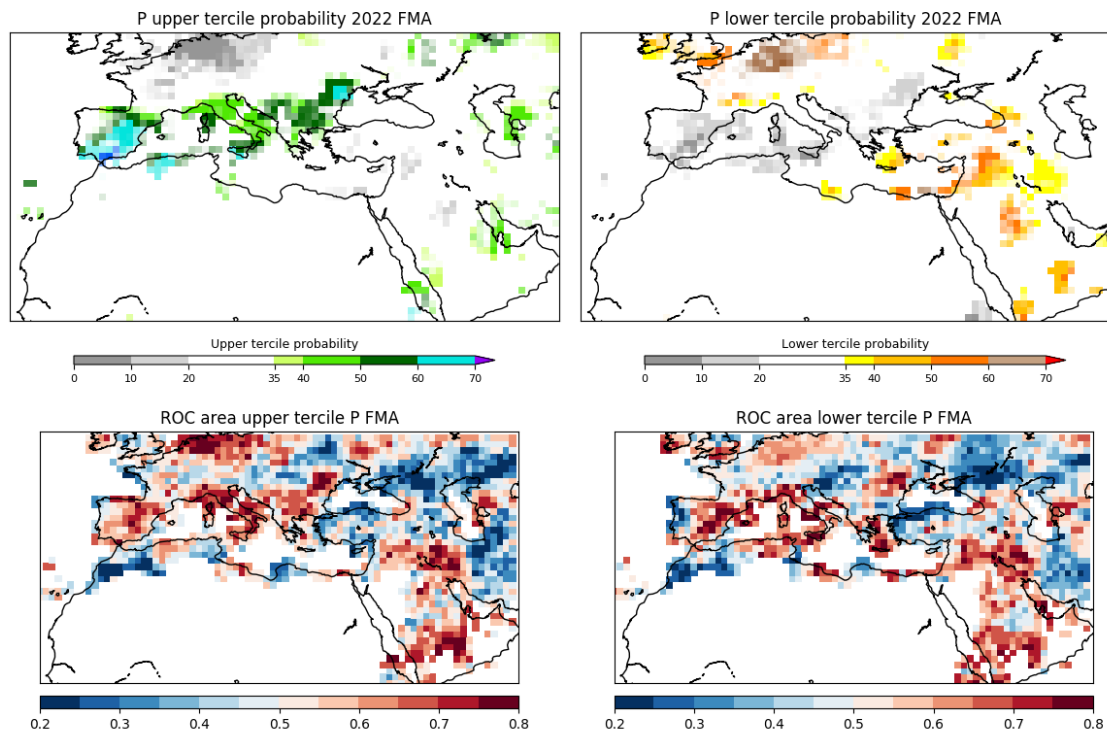 P upper tercile probability 2022 FMA
P lower tercile probability 2022 FMA
Upper tercile probability
0 10 20 35 40 50 60 70
Lower tercile probability
0 10 20 35 40 50 60 70
ROC area upper tercile P FMA
ROC area lower tercile P FMA
0.2 0.3 0.4 0.5 0.6 0.7 0.8
0.2 0.3 0.4 0.5 0.6 0.7 0.8